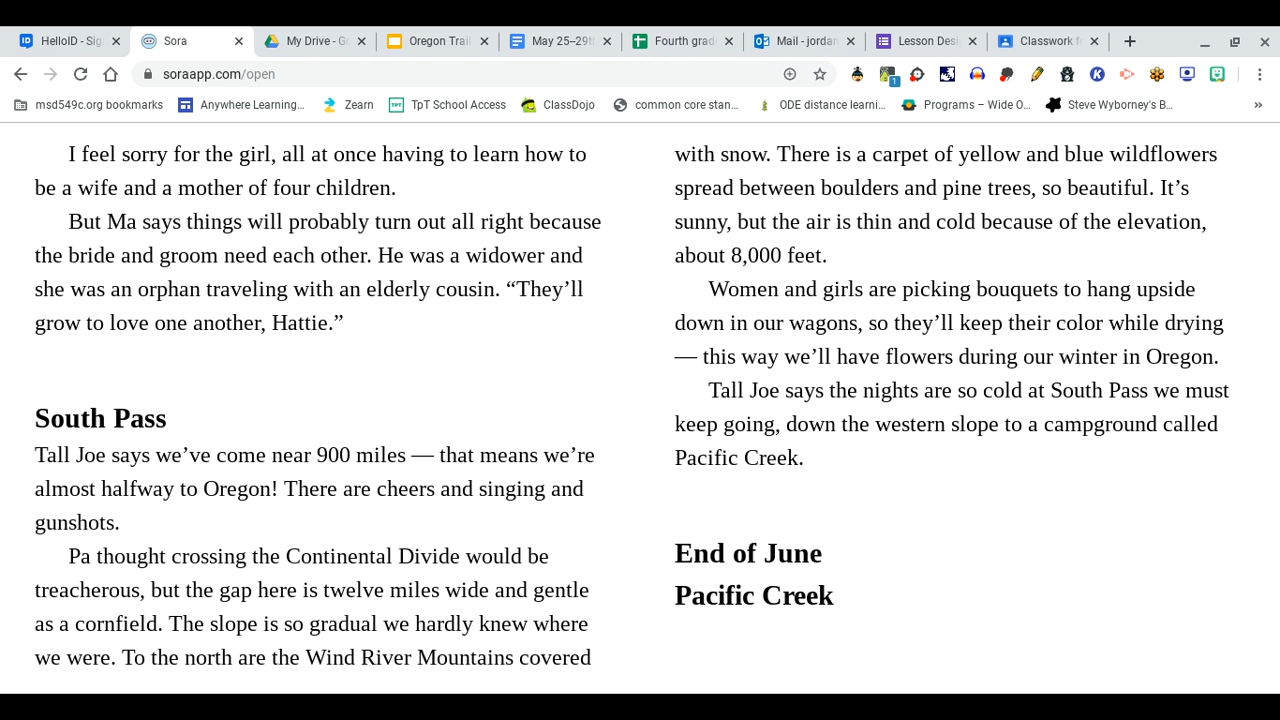 HelloID - Sig
Sora
My Drive - Go
Oregon Trail
May 25–29t
Fourth grad
Mail - jordan
Lesson Desi
Classwork f
soraapp.com/open
1
msd549c.org bookmarks
Anywhere Learning...
Zearn
TpT School Access
ClassDojo
common core stan...
ODE distance learni...
Programs – Wide O...
Steve Wyborney's B...
»
I feel sorry for the girl, all at once having to learn how to
be a wife and a mother of four children.
But Ma says things will probably turn out all right because
the bride and groom need each other. He was a widower and
she was an orphan traveling with an elderly cousin. “They’ll
grow to love one another, Hattie.”
South Pass
Tall Joe says we’ve come near 900 miles — that means we’re
almost halfway to Oregon! There are cheers and singing and
gunshots.
Pa thought crossing the Continental Divide would be
treacherous, but the gap here is twelve miles wide and gentle
as a cornfield. The slope is so gradual we hardly knew where
we were. To the north are the Wind River Mountains covered
with snow. There is a carpet of yellow and blue wildflowers
spread between boulders and pine trees, so beautiful. It’s
sunny, but the air is thin and cold because of the elevation,
about 8,000 feet.
Women and girls are picking bouquets to hang upside
down in our wagons, so they’ll keep their color while drying
— this way we’ll have flowers during our winter in Oregon.
Tall Joe says the nights are so cold at South Pass we must
keep going, down the western slope to a campground called
Pacific Creek.
End of June
Pacific Creek